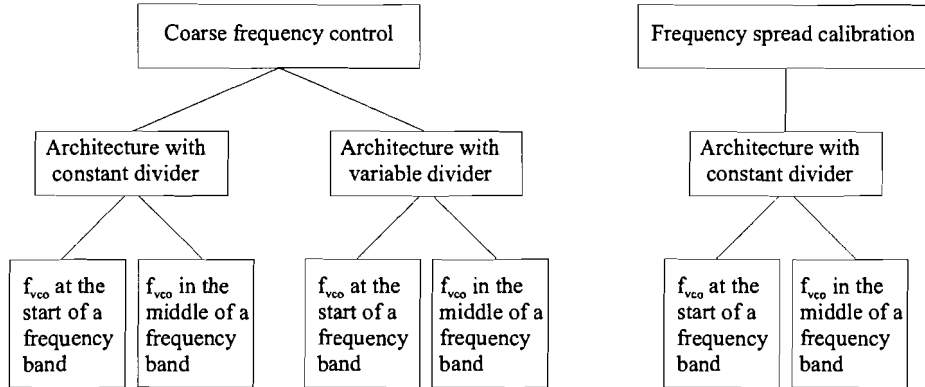 Coarse frequency control
Frequency spread calibration
Architecture with
constant divider
Architecture with
variable divider
Architecture with
constant divider
f_vco at the
start of a
frequency
band
f_vco in the
middle of a
frequency
band
f_vco at the
start of a
frequency
band
f_vco in the
middle of a
frequency
band
f_vco at the
start of a
frequency
band
f_vco in the
middle of a
frequency
band